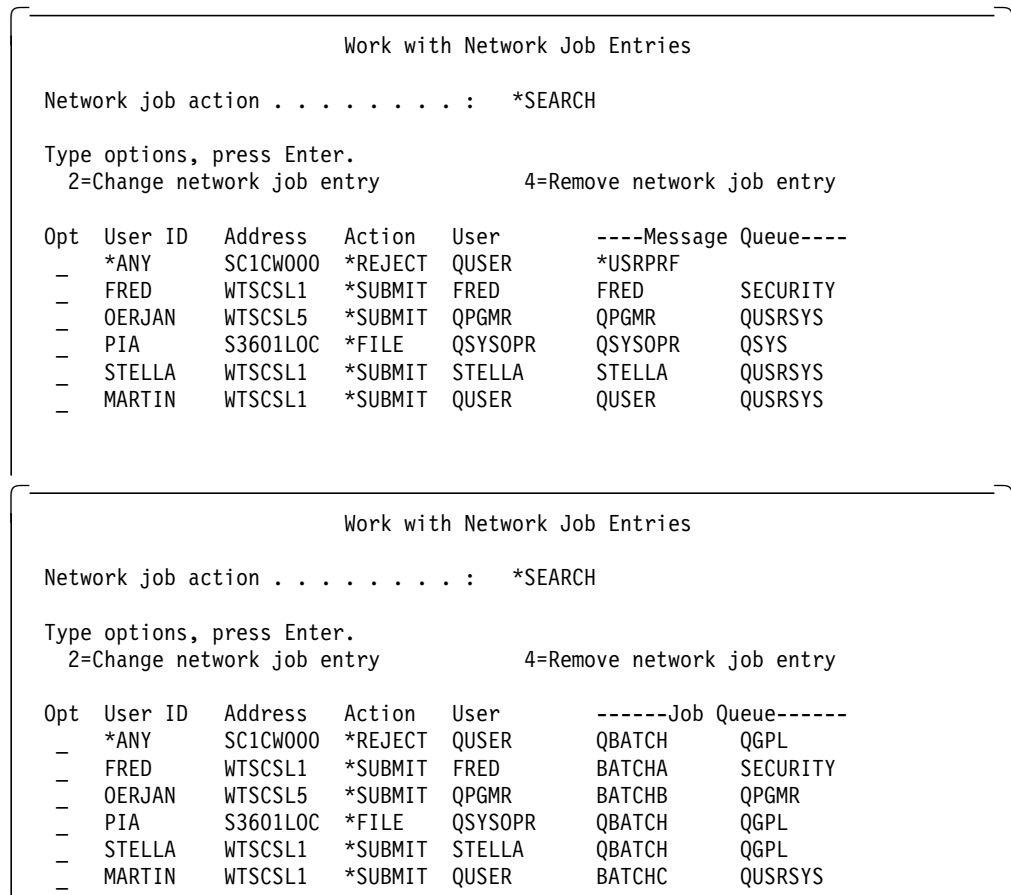 Work with Network Job Entries
Network job action . . . . . . . . :   *SEARCH
Type options, press Enter.
2=Change network job entry            4=Remove network job entry
Opt  User ID   Address   Action   User        ----Message Queue----
_   *ANY      SC1CW000  *REJECT  QUSER       *USRPRF
_   FRED      WTSCSL1   *SUBMIT  FRED        FRED        SECURITY
_   OERJAN    WTSCSL5   *SUBMIT  QPGMR       QPGMR       QUSRSYS
_   PIA       S3601LOC  *FILE    QSYSOPR     QSYSOPR     QSYS
_   STELLA    WTSCSL1   *SUBMIT  STELLA      STELLA      QUSRSYS
_   MARTIN    WTSCSL1   *SUBMIT  QUSER       QUSER       QUSRSYS
Work with Network Job Entries
Network job action . . . . . . . . :   *SEARCH
Type options, press Enter.
2=Change network job entry            4=Remove network job entry
Opt  User ID   Address   Action   User        ------Job Queue------
_   *ANY      SC1CW000  *REJECT  QUSER       QBATCH      QGPL
_   FRED      WTSCSL1   *SUBMIT  FRED        BATCHA      SECURITY
_   OERJAN    WTSCSL5   *SUBMIT  QPGMR       BATCHB      QPGMR
_   PIA       S3601LOC  *FILE    QSYSOPR     QBATCH      QGPL
_   STELLA    WTSCSL1   *SUBMIT  STELLA      QBATCH      QGPL
_   MARTIN    WTSCSL1   *SUBMIT  QUSER       BATCHC      QUSRSYS